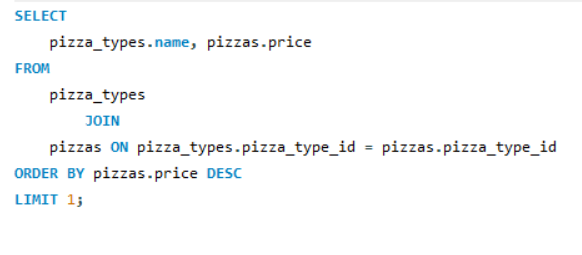 SELECT
pizza_types.name, pizzas.price
FROM
pizza_types
JOIN
pizzas ON pizza_types.pizza_type_id = pizzas.pizza_type_id
ORDER BY pizzas.price DESC
LIMIT 1;